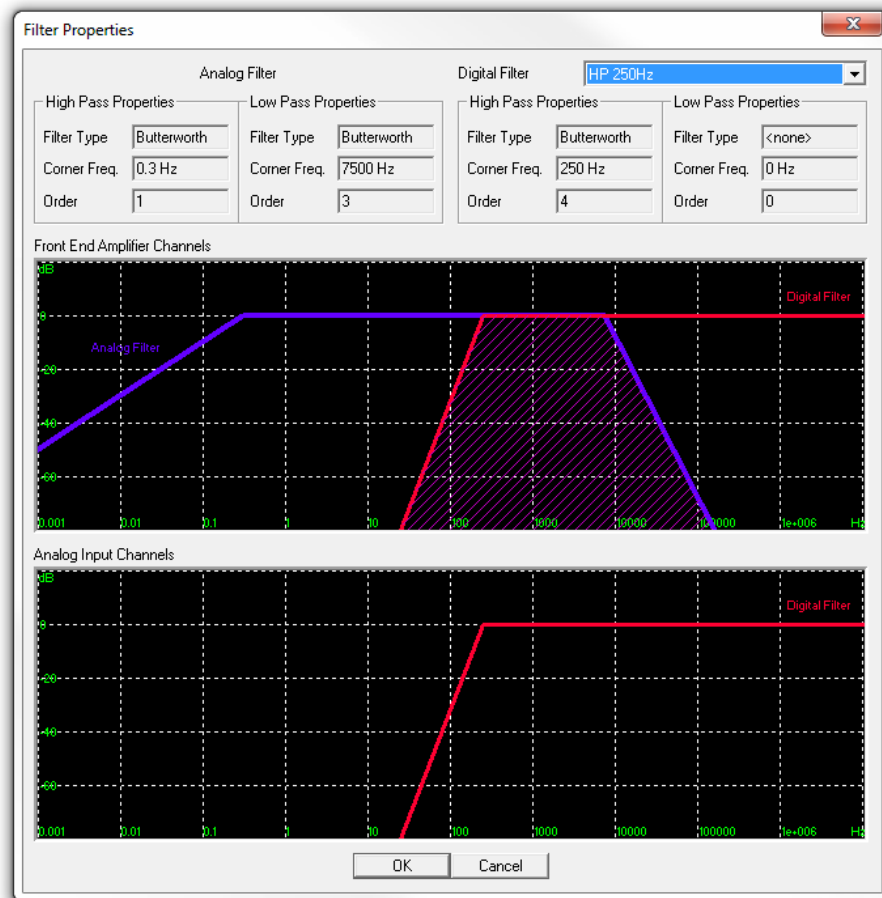 Filter Properties
Analog Filter
Digital Filter
HP 250Hz
High Pass Properties
Low Pass Properties
High Pass Properties
Low Pass Properties
Filter Type
Butterworth
Filter Type
Butterworth
Filter Type
Butterworth
Filter Type
<none>
Corner Freq.
0.3 Hz
Corner Freq.
7500 Hz
Corner Freq.
250 Hz
Corner Freq.
0 Hz
Order
1
Order
3
Order
4
Order
0
Front End Amplifier Channels
dB
Digital Filter
0
Analog Filter
-20
-40
-60
0.001
0.01
0.1
1
10
100
1000
10000
100000
1e+006
Hz
Analog Input Channels
dB
Digital Filter
0
-20
-40
-60
0.001
0.01
0.1
1
10
100
1000
10000
100000
1e+006
Hz
OK
Cancel